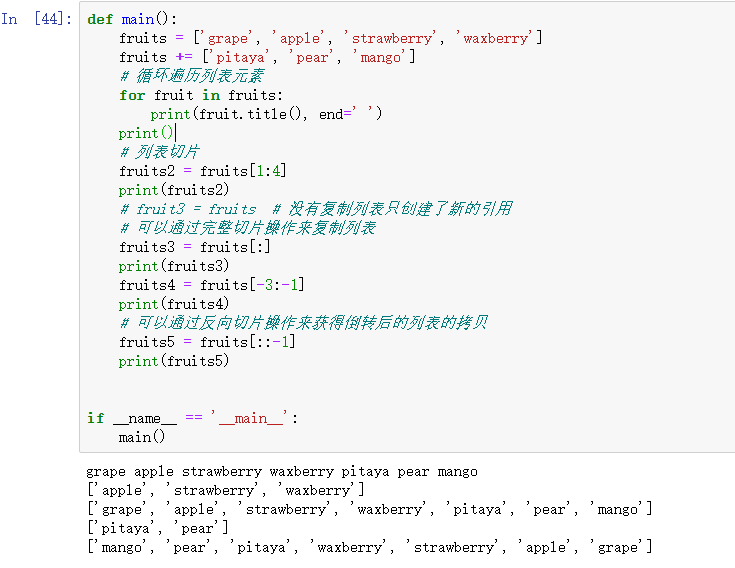 In [44]: def main():
    fruits = ['grape', 'apple', 'strawberry', 'waxberry']
    fruits += ['pitaya', 'pear', 'mango']
    # 循环遍历列表元素
    for fruit in fruits:
        print(fruit.title(), end=' ')
    print()
    # 列表切片
    fruits2 = fruits[1:4]
    print(fruits2)
    # fruit3 = fruits  # 没有复制列表只创建了新的引用
    # 可以通过完整切片操作来复制列表
    fruits3 = fruits[:]
    print(fruits3)
    fruits4 = fruits[-3:-1]
    print(fruits4)
    # 可以通过反向切片操作来获得倒转后的列表的拷贝
    fruits5 = fruits[::-1]
    print(fruits5)
if __name__ == '__main__':
    main()
grape apple strawberry waxberry pitaya pear mango
['apple', 'strawberry', 'waxberry']
['grape', 'apple', 'strawberry', 'waxberry', 'pitaya', 'pear', 'mango']
['pitaya', 'pear']
['mango', 'pear', 'pitaya', 'waxberry', 'strawberry', 'apple', 'grape']